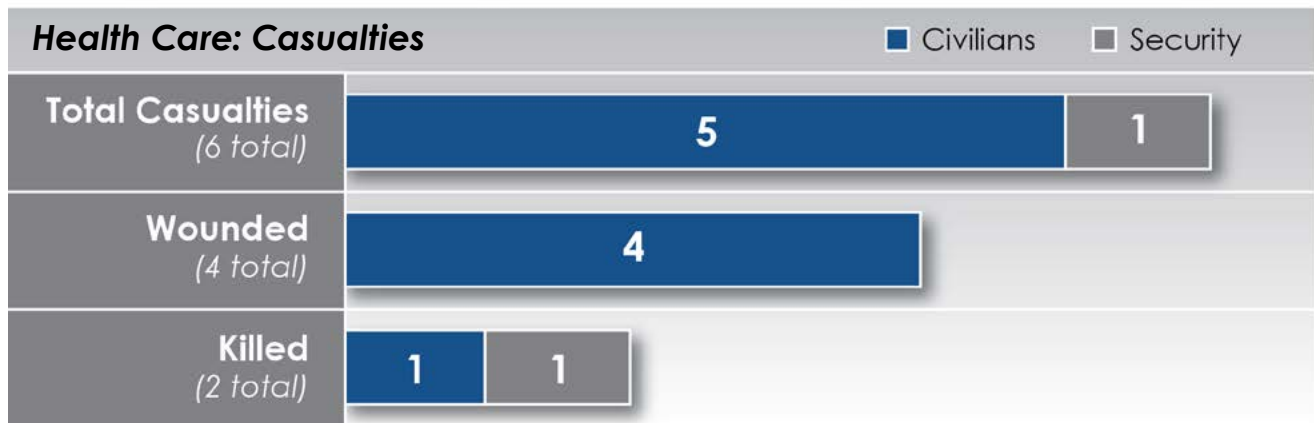 Health Care: Casualties
Civilians Security
Total Casualties
(6 total)
5 1
Wounded
(4 total)
4
Killed
(2 total)
1 1